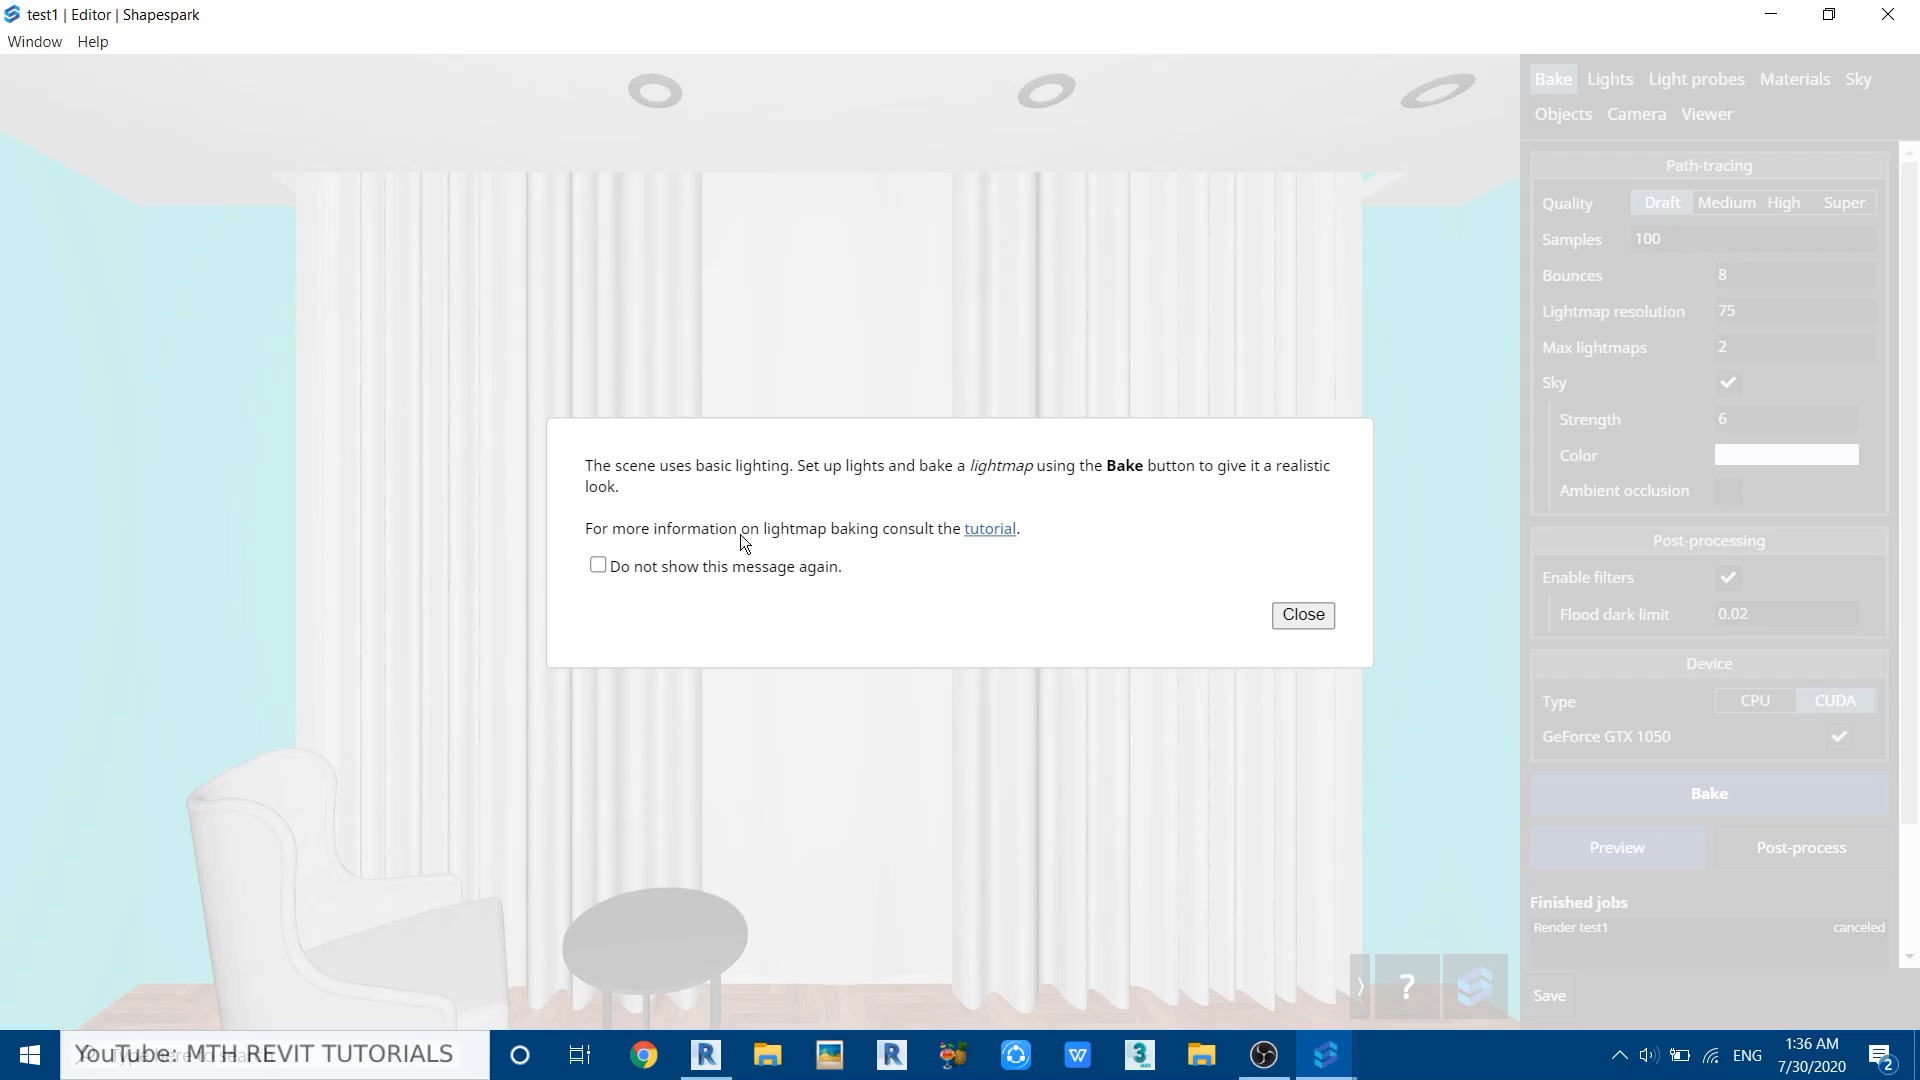 test1 | Editor | Shapespark
Window Help
Bake Lights Light probes Materials Sky
Objects Camera Viewer
Path-tracing
Quality Draft Medium High Super
Samples 100
Bounces 8
Lightmap resolution 75
Max lightmaps 2
Sky
Strength 6
Color
Ambient occlusion
Post-processing
Enable filters
Flood dark limit 0.02
Device
Type CPU CUDA
GeForce GTX 1050
Bake
Preview Post-process
Finished jobs
Render test1 canceled
Save
The scene uses basic lighting. Set up lights and bake a lightmap using the Bake button to give it a realistic
look.
For more information on lightmap baking consult the tutorial.
Do not show this message again.
Close
?
YouTube: MTH REVIT TUTORIALS
R
R
W
3
MAX
ENG
1:36 AM
7/30/2020
2